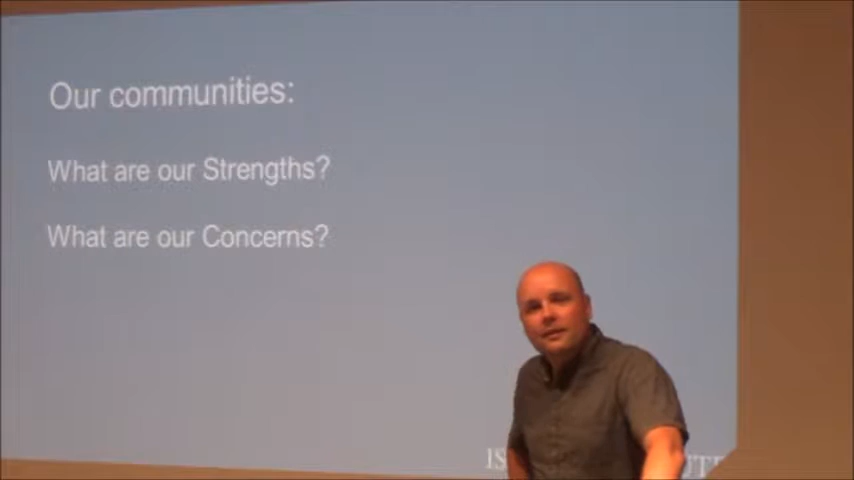 Our communities:
What are our Strengths?
What are our Concerns?